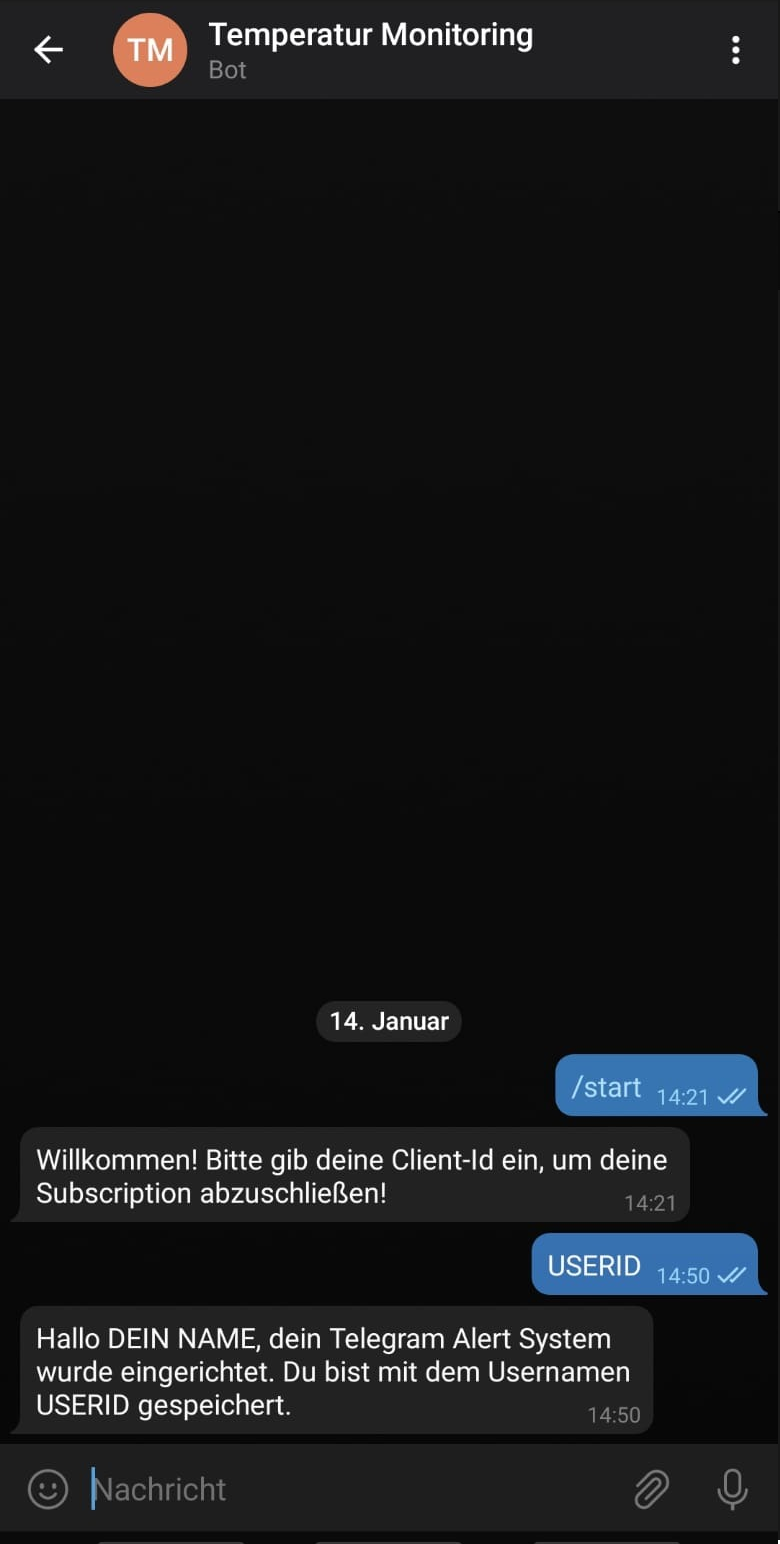 TM
Temperatur Monitoring
Bot
14. Januar
/start 14:21
Willkommen! Bitte gib deine Client-Id ein, um deine
Subscription abzuschließen!
14:21
USERID 14:50
Hallo DEIN NAME, dein Telegram Alert System
wurde eingerichtet. Du bist mit dem Usernamen
USERID gespeichert.
14:50
Nachricht